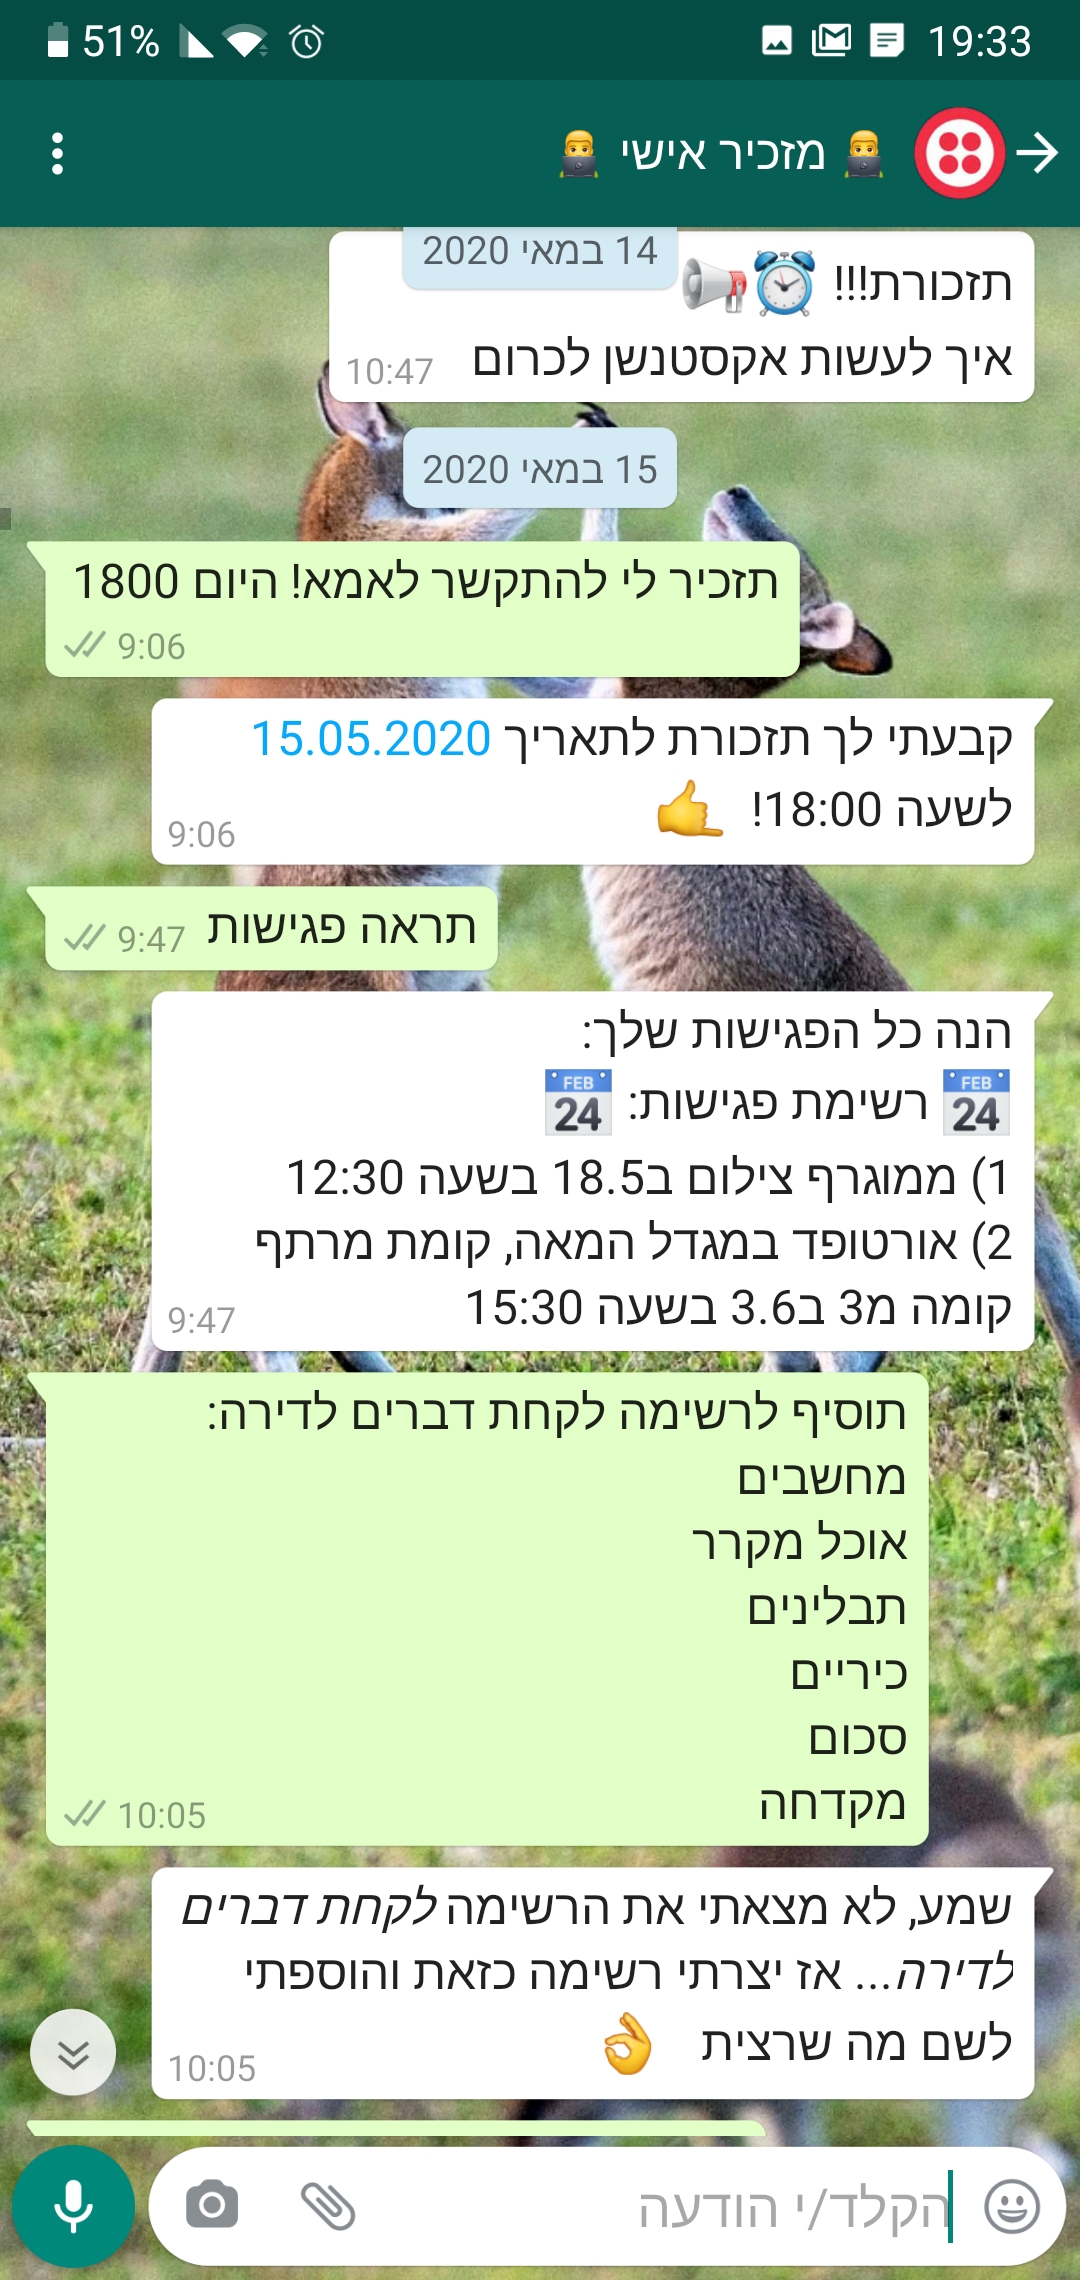 51%
19:33
מזכיר אישי
14 במאי 2020
תזכורת!!!
איך לעשות אקסטנשן לכרום
10:47
15 במאי 2020
תזכיר לי להתקשר לאמא! היום 1800
9:06
קבעתי לך תזכורת לתאריך 15.05.2020
לשעה 18:00!
9:06
תראה פגישות
9:47
הנה כל הפגישות שלך:
FEB 24 רשימת פגישות: FEB 24
1) ממוגרף צילום ב18.5 בשעה 12:30
2) אורטופד במגדל המאה, קומת מרתף
קומה מ3 ב3.6 בשעה 15:30
9:47
תוסיף לרשימה לקחת דברים לדירה:
מחשבים
אוכל מקרר
תבלינים
כיריים
סכום
מקדחה
10:05
שמע, לא מצאתי את הרשימה לקחת דברים
לדירה... אז יצרתי רשימה כזאת והוספתי
לשם מה שרצית
10:05
הקלד/י הודעה